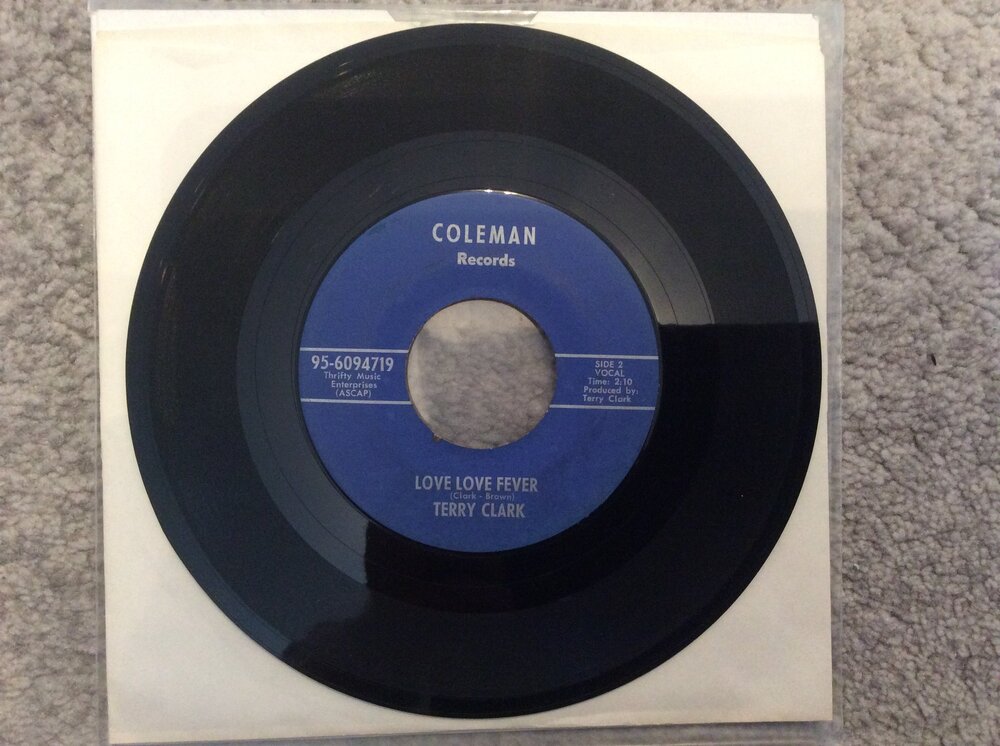 COLEMAN
Records
95-6094719
Thrifty Music
Enterprises
(ASCAP)
SIDE 2
VOCAL
Time: 2:10
Produced by:
Terry Clark
LOVE LOVE FEVER
(Clark - Brown)
TERRY CLARK